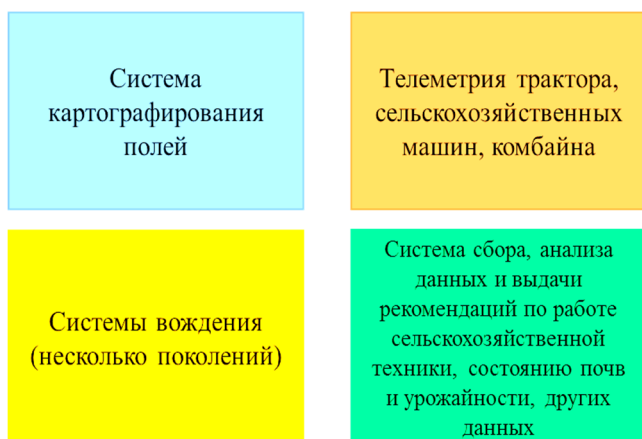 Система
картографирования
полей
Телеметрия трактора,
сельскохозяйственных
машин, комбайна
Системы вождения
(несколько поколений)
Система сбора, анализа
данных и выдачи
рекомендаций по работе
сельскохозяйственной
техники, состоянию почв
и урожайности, других
данных